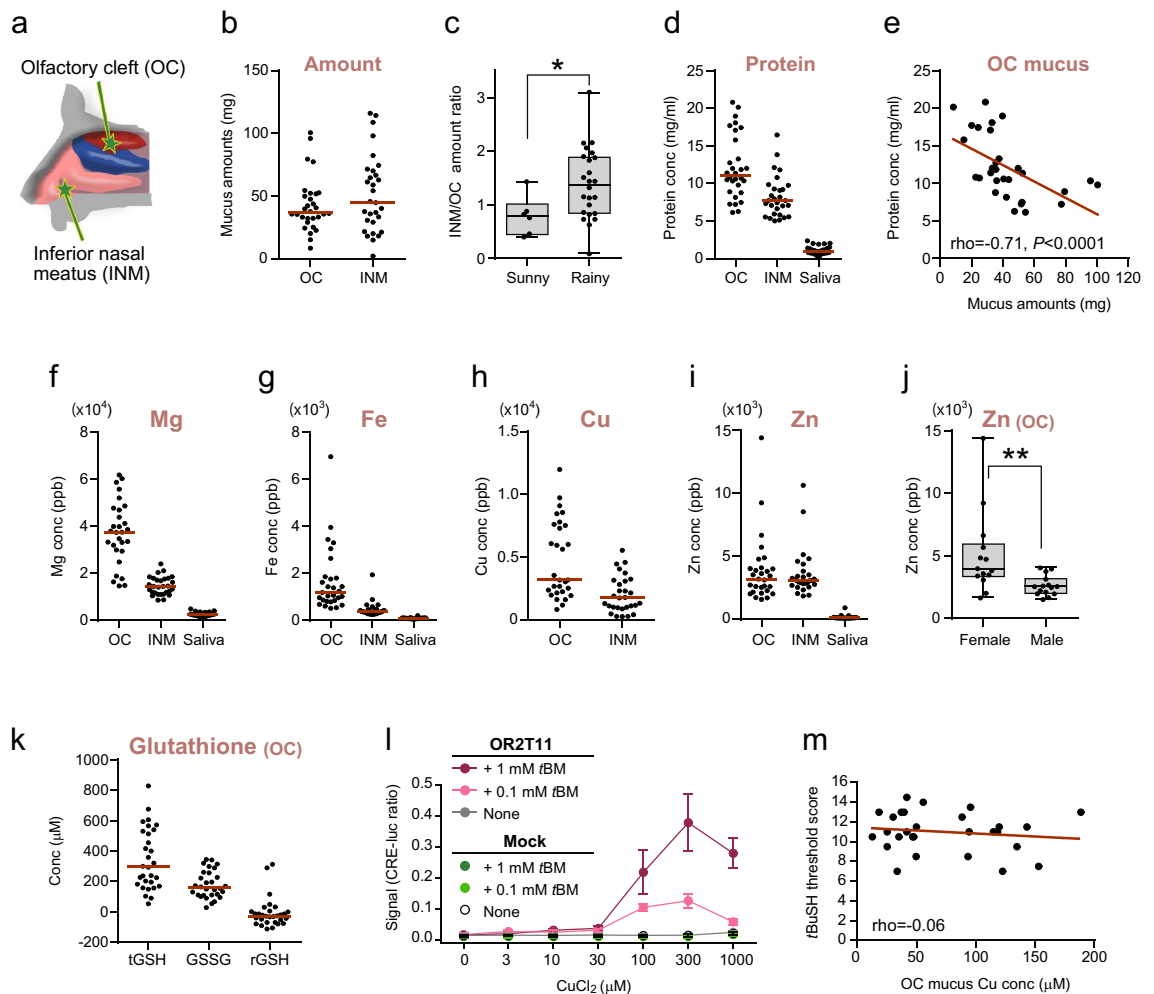 a
Olfactory cleft (OC)
Inferior nasal
meatus (INM)
b
Amount
Mucus amounts (mg)
150
100
50
0
OC
INM
c
*
INM/OC amount ratio
3
2
1
0
Sunny
Rainy
d
Protein
Protein conc (mg/ml)
25
20
15
10
5
0
OC
INM
Saliva
e
OC mucus
Protein conc (mg/ml)
25
20
15
10
5
0
rho=-0.71, P<0.0001
0 20 40 60 80 100 120
Mucus amounts (mg)
f
(x10⁴)
Mg
Mg conc (ppb)
8
6
4
2
0
OC
INM
Saliva
g
(x10³)
Fe
Fe conc (ppb)
8
6
4
2
0
OC
INM
Saliva
h
(x10⁴)
Cu
Cu conc (ppb)
1.5
1.0
0.5
0
OC
INM
i
(x10³)
Zn
Zn conc (ppb)
15
10
5
0
OC
INM
Saliva
j
(x10³)
Zn (OC)
**
Zn conc (ppb)
15
10
5
0
Female
Male
k
Glutathione (OC)
Conc (µM)
1000
800
600
400
200
0
-200
tGSH
GSSG
rGSH
l
OR2T11
+ 1 mM tBM
+ 0.1 mM tBM
None
Mock
+ 1 mM tBM
+ 0.1 mM tBM
None
Signal (CRE-luc ratio)
0.5
0.4
0.3
0.2
0.1
0.0
0 3 10 30 100 300 1000
CuCl₂ (µM)
m
tBuSH threshold score
16
14
12
10
8
6
4
2
0
rho=-0.06
0 50 100 150 200
OC mucus Cu conc (µM)